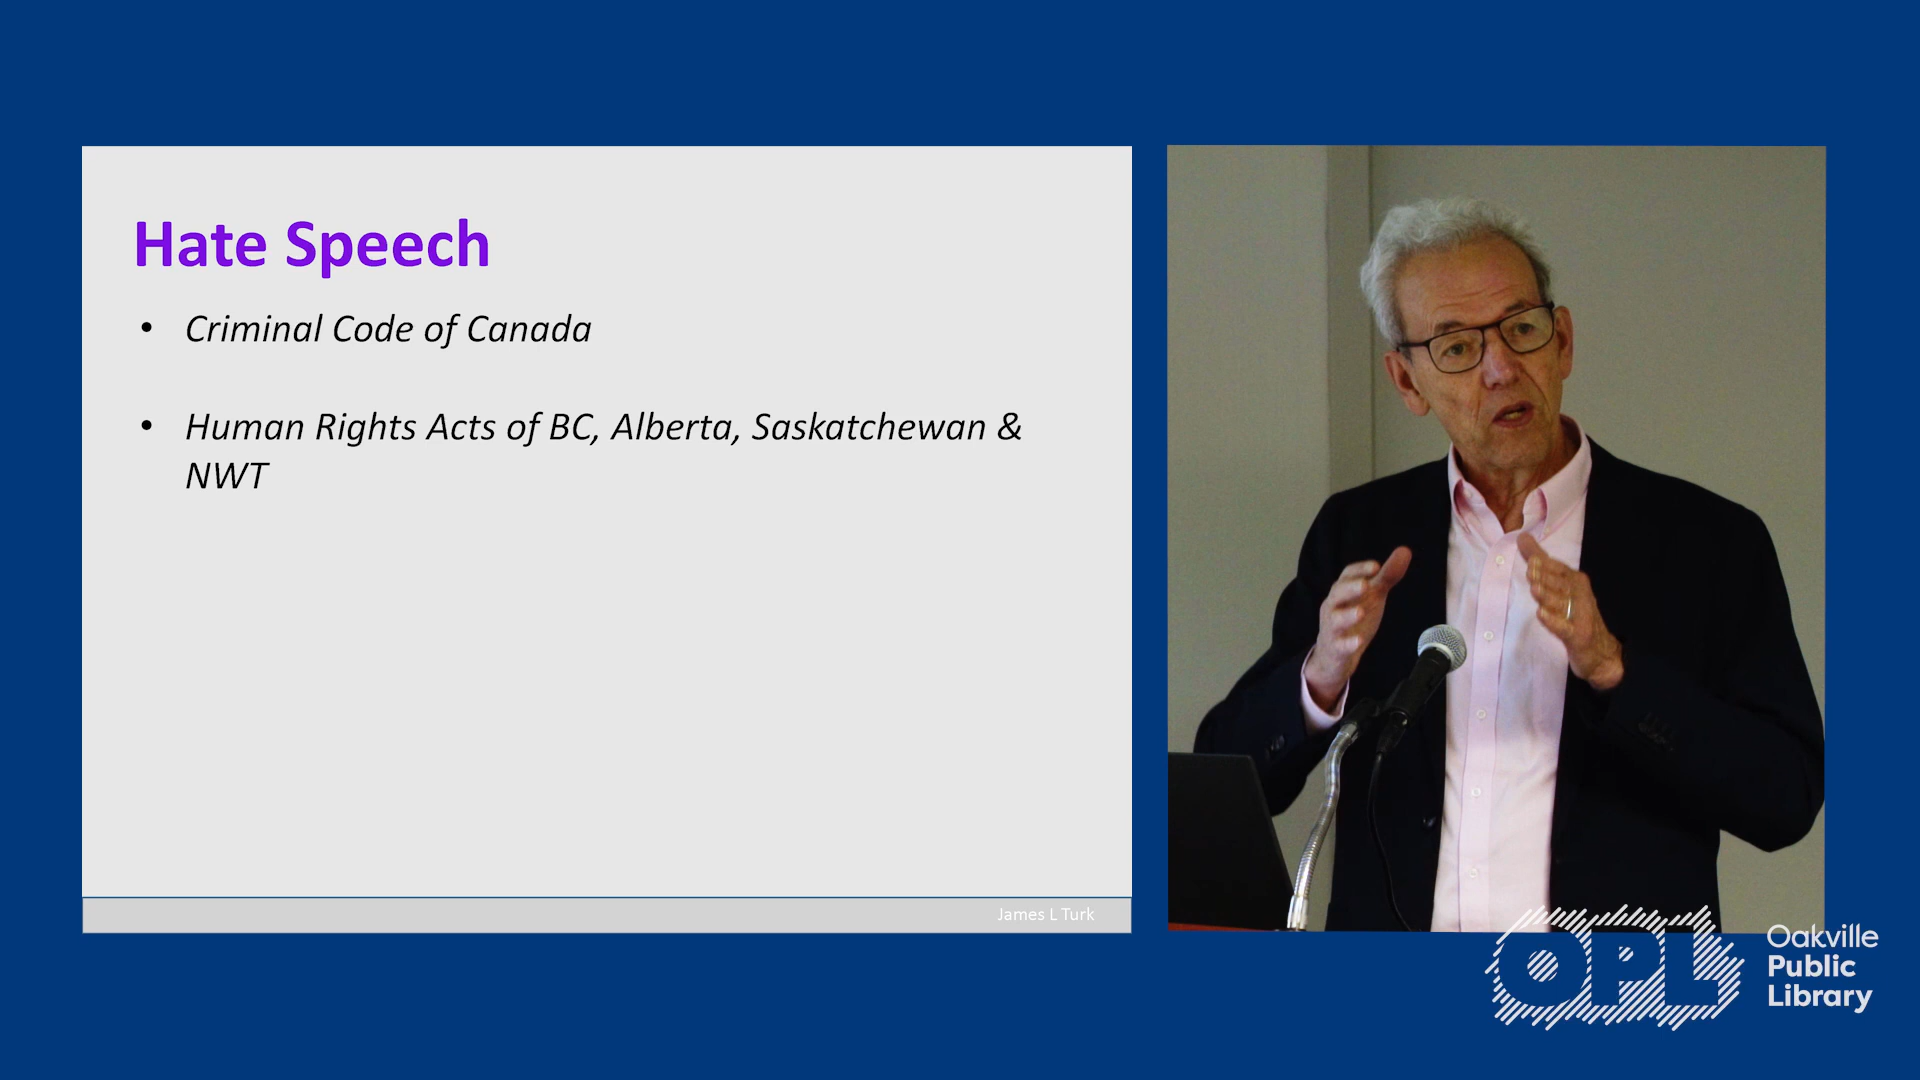 Hate Speech
• Criminal Code of Canada
• Human Rights Acts of BC, Alberta, Saskatchewan &
NWT
James L Turk
OPL
Oakville
Public
Library